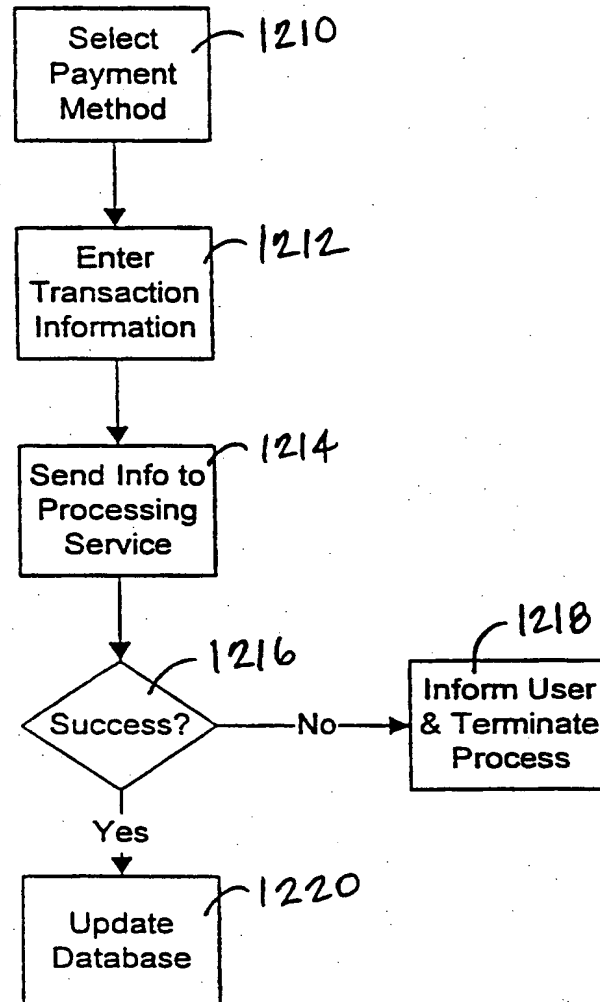 Select
Payment
Method
1210
Enter
Transaction
Information
1212
Send Info to
Processing
Service
1214
Success?
1216
No
Inform User
& Terminate
Process
1218
Yes
Update
Database
1220